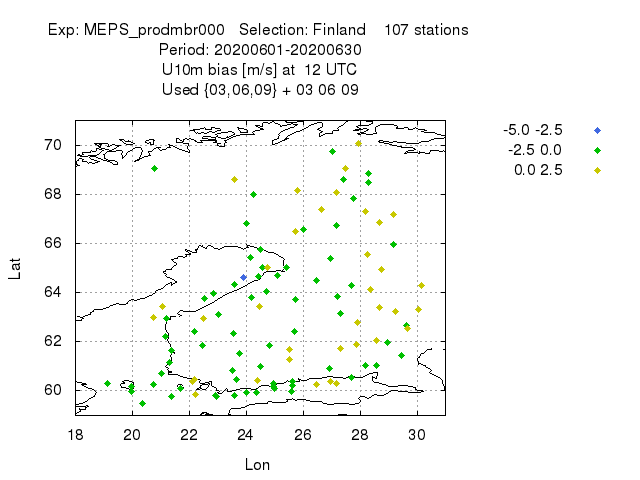 Exp: MEPS_prodmbr000 Selection: Finland 107 stations
Period: 20200601-20200630
U10m bias [m/s] at 12 UTC
Used {03,06,09} + 03 06 09
-5.0 -2.5
-2.5 0.0
0.0 2.5
70
68
66
64
62
60
Lat
18 20 22 24 26 28 30
Lon